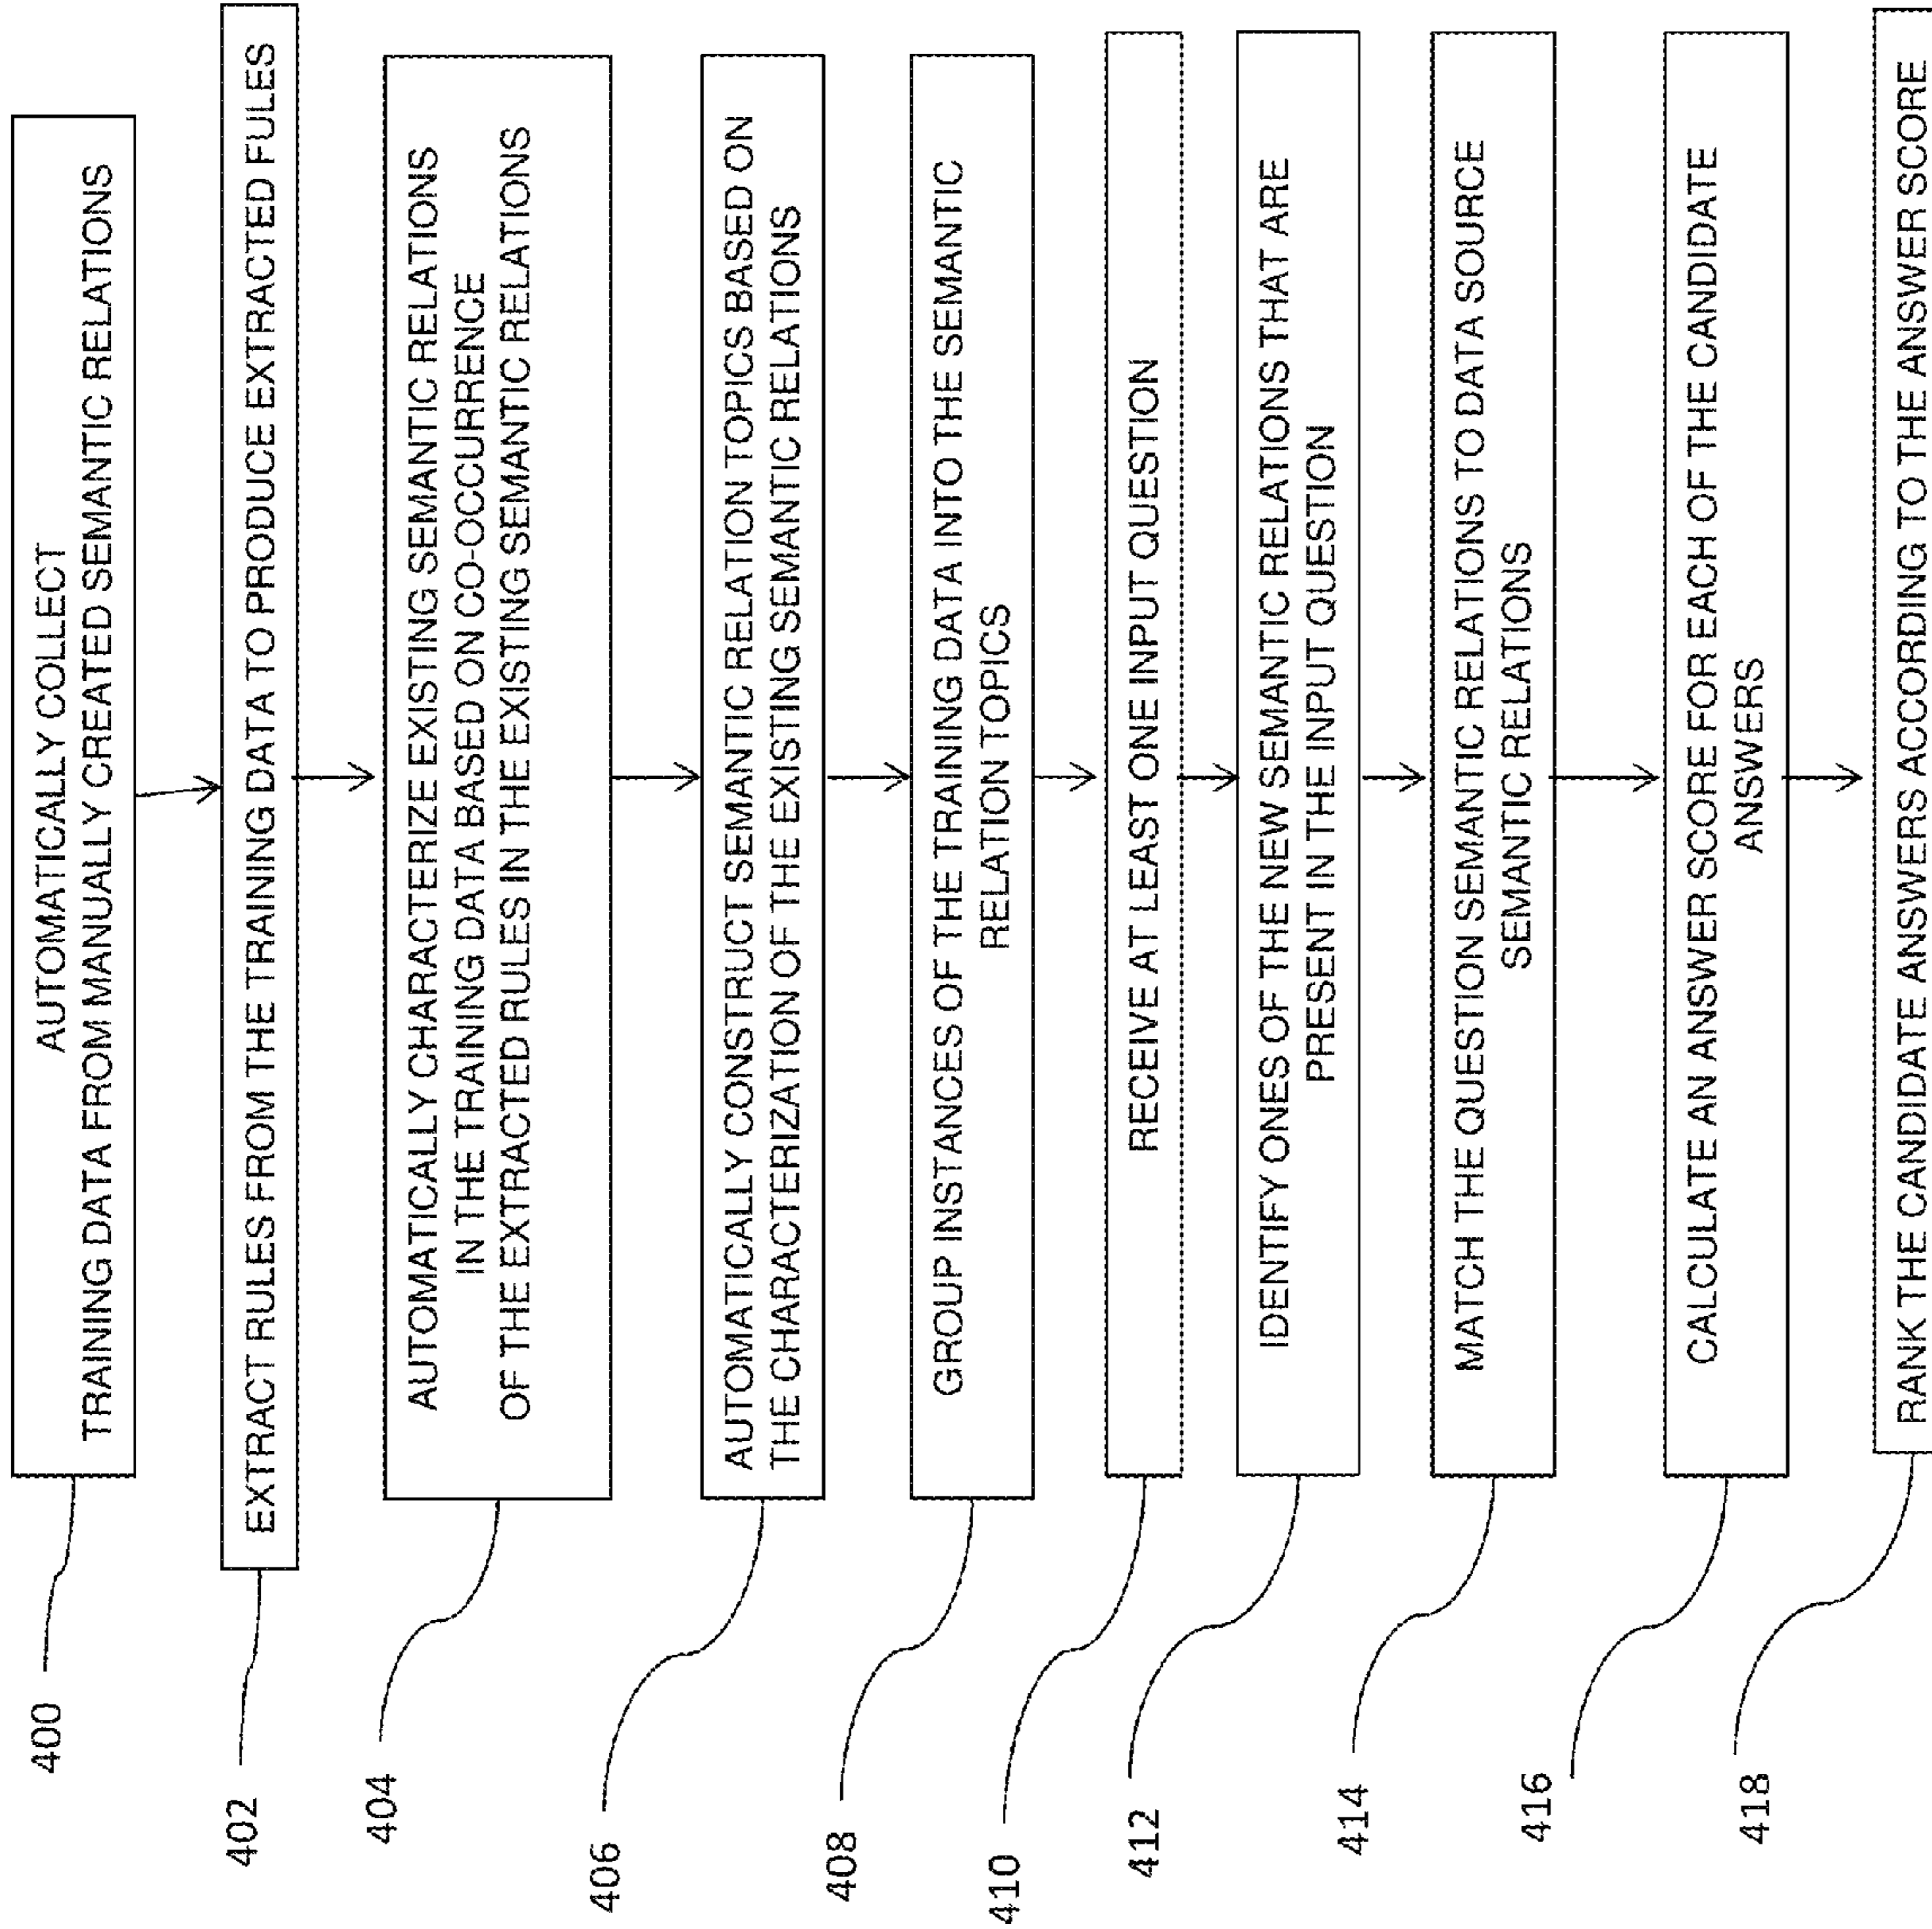 400
AUTOMATICALLY COLLECT
TRAINING DATA FROM MANUALLY CREATED SEMANTIC RELATIONS
402
EXTRACT RULES FROM THE TRAINING DATA TO PRODUCE EXTRACTED FULES
404
AUTOMATICALLY CHARACTERIZE EXISTING SEMANTIC RELATIONS
IN THE TRAINING DATA BASED ON CO-OCCURRENCE
OF THE EXTRACTED RULES IN THE EXISTING SEMANTIC RELATIONS
406
AUTOMATICALLY CONSTRUCT SEMANTIC RELATION TOPICS BASED ON
THE CHARACTERIZATION OF THE EXISTING SEMANTIC RELATIONS
408
GROUP INSTANCES OF THE TRAINING DATA INTO THE SEMANTIC
RELATION TOPICS
410
RECEIVE AT LEAST ONE INPUT QUESTION
412
IDENTIFY ONES OF THE NEW SEMANTIC RELATIONS THAT ARE
PRESENT IN THE INPUT QUESTION
414
MATCH THE QUESTION SEMANTIC RELATIONS TO DATA SOURCE
SEMANTIC RELATIONS
416
CALCULATE AN ANSWER SCORE FOR EACH OF THE CANDIDATE
ANSWERS
418
RANK THE CANDIDATE ANSWERS ACCORDING TO THE ANSWER SCORE